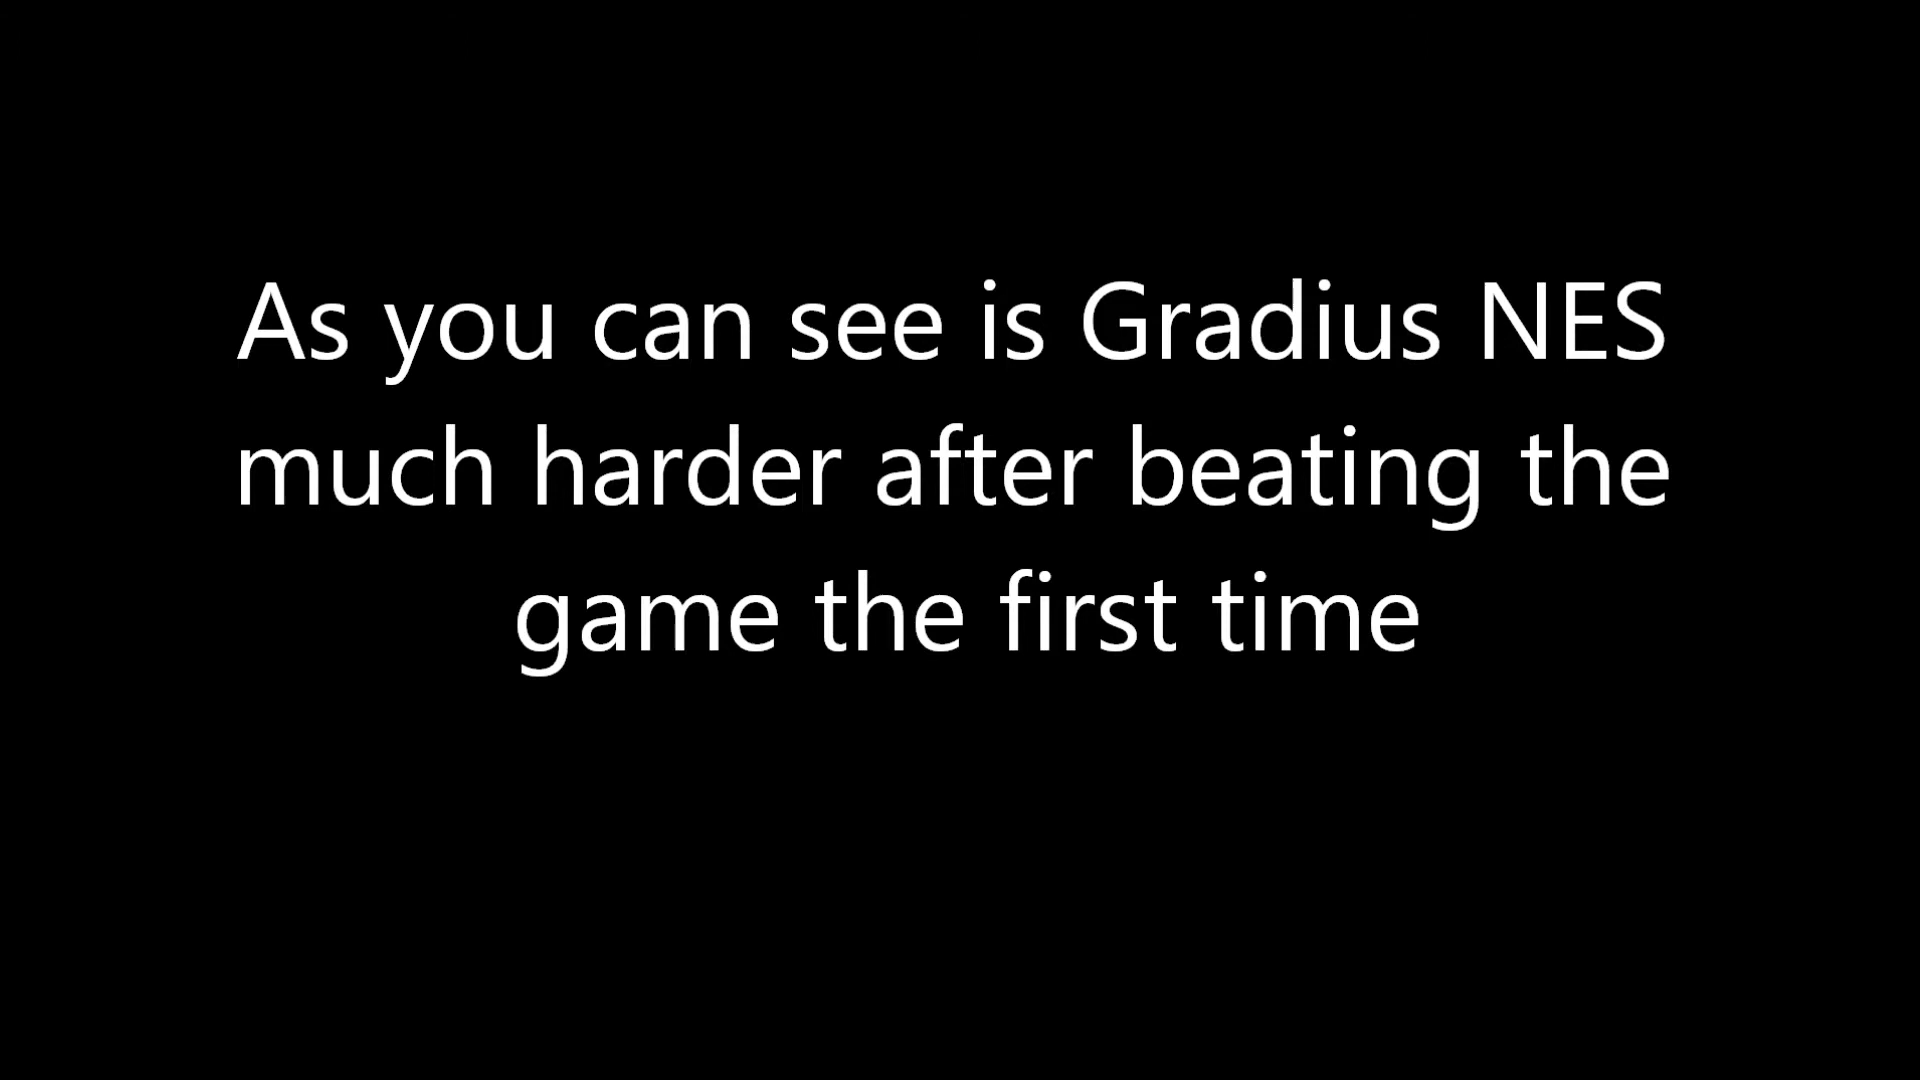 As you can see is Gradius NES
much harder after beating the
game the first time